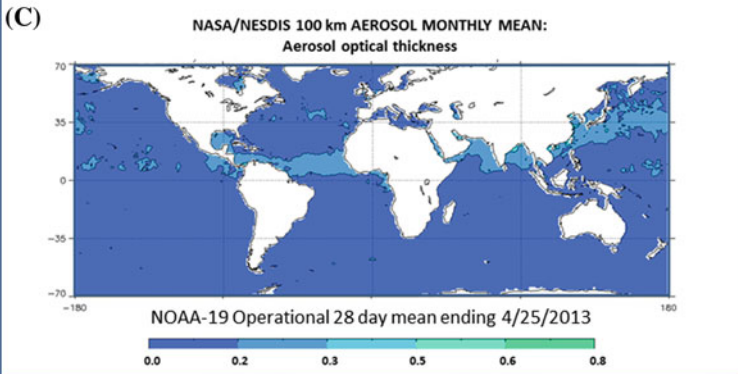 (C)
NASA/NESDIS 100 km AEROSOL MONTHLY MEAN:
Aerosol optical thickness
70
35
0
-35
-70
-180
180
NOAA-19 Operational 28 day mean ending 4/25/2013
0.0 0.2 0.3 0.5 0.6 0.8